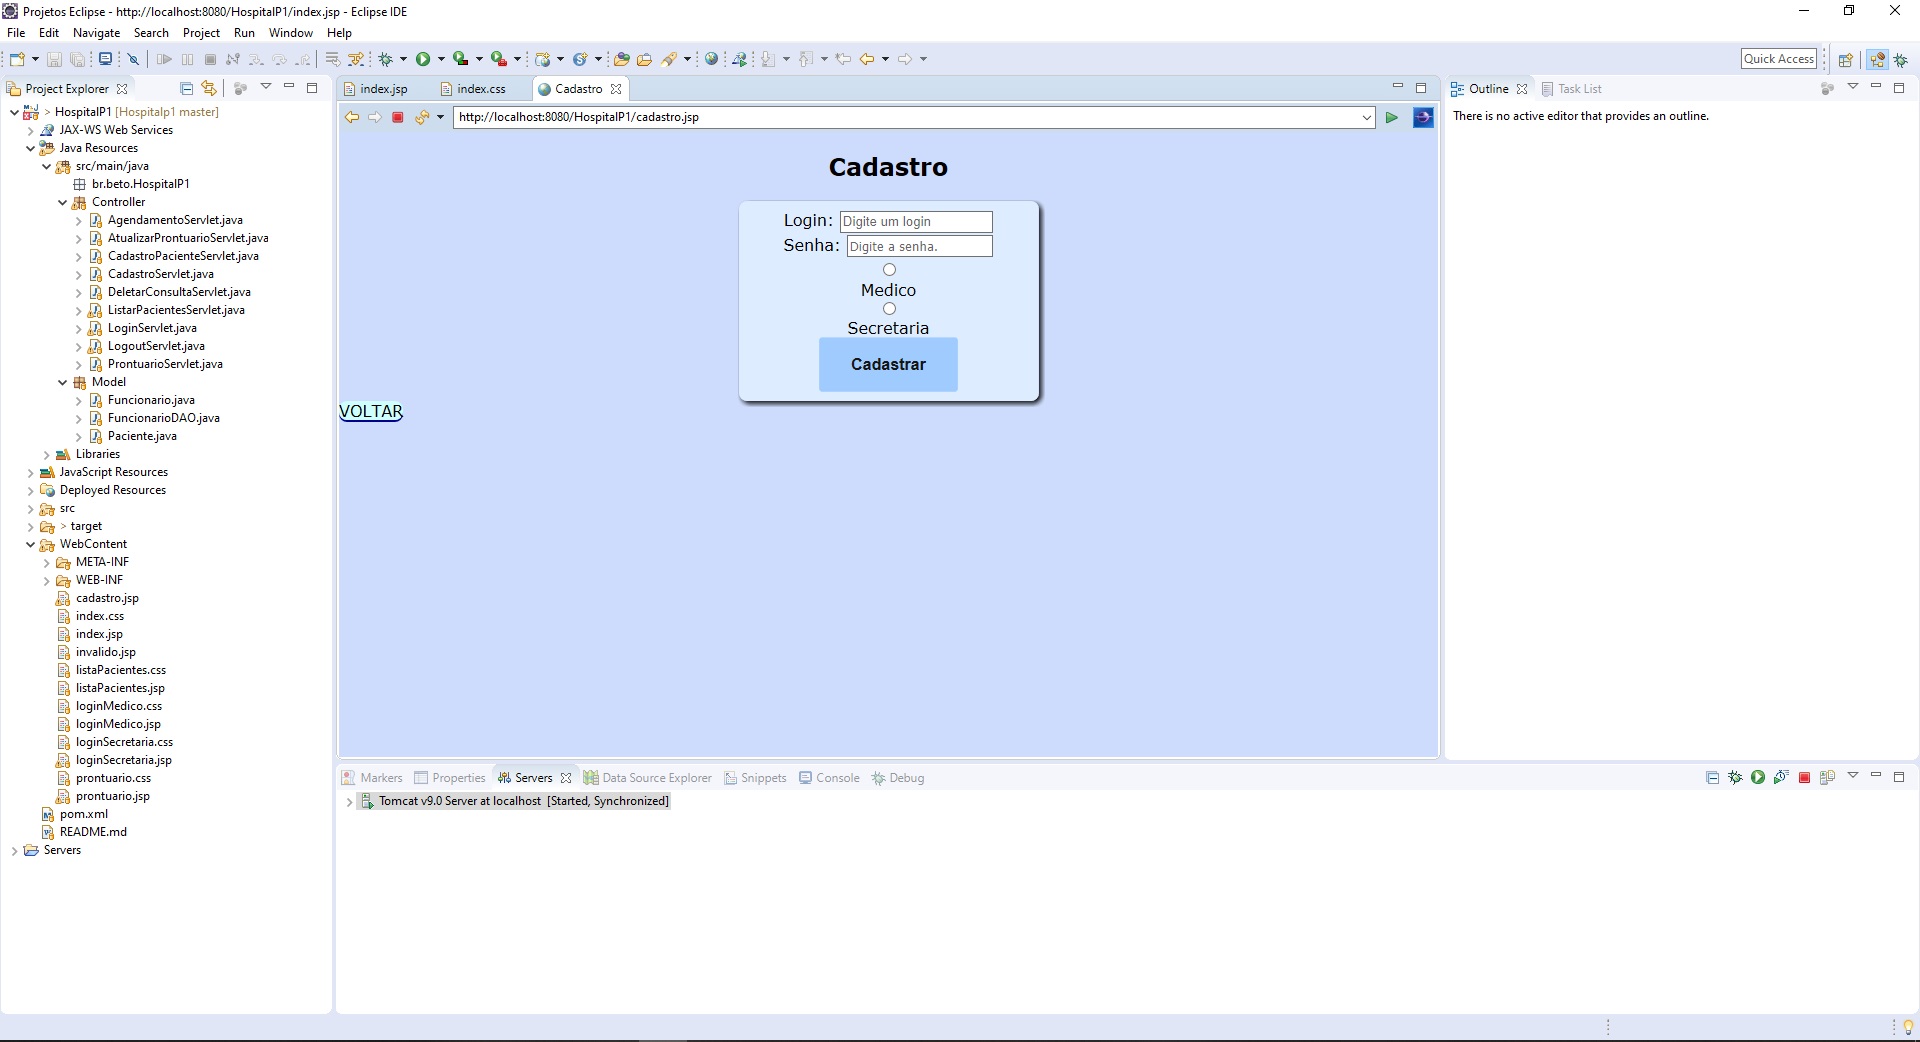 Projetos Eclipse - http://localhost:8080/HospitalP1/index.jsp - Eclipse IDE
File Edit Navigate Search Project Run Window Help
Quick Access
Project Explorer
> HospitalP1 [Hospitalp1 master]
JAX-WS Web Services
Java Resources
src/main/java
br.beto.HospitalP1
Controller
AgendamentoServlet.java
AtualizarProntuarioServlet.java
CadastroPacienteServlet.java
CadastroServlet.java
DeletarConsultaServlet.java
ListarPacientesServlet.java
LoginServlet.java
LogoutServlet.java
ProntuarioServlet.java
Model
Funcionario.java
FuncionarioDAO.java
Paciente.java
Libraries
JavaScript Resources
Deployed Resources
src
> target
WebContent
META-INF
WEB-INF
cadastro.jsp
index.css
index.jsp
invalido.jsp
listaPacientes.css
listaPacientes.jsp
loginMedico.css
loginMedico.jsp
loginSecretaria.css
loginSecretaria.jsp
prontuario.css
prontuario.jsp
pom.xml
README.md
Servers
index.jsp index.css Cadastro
http://localhost:8080/HospitalP1/cadastro.jsp
Cadastro
Login: Digite um login
Senha: Digite a senha.
Medico
Secretaria
Cadastrar
VOLTAR
Outline Task List
There is no active editor that provides an outline.
Markers Properties Servers Data Source Explorer Snippets Console Debug
Tomcat v9.0 Server at localhost [Started, Synchronized]